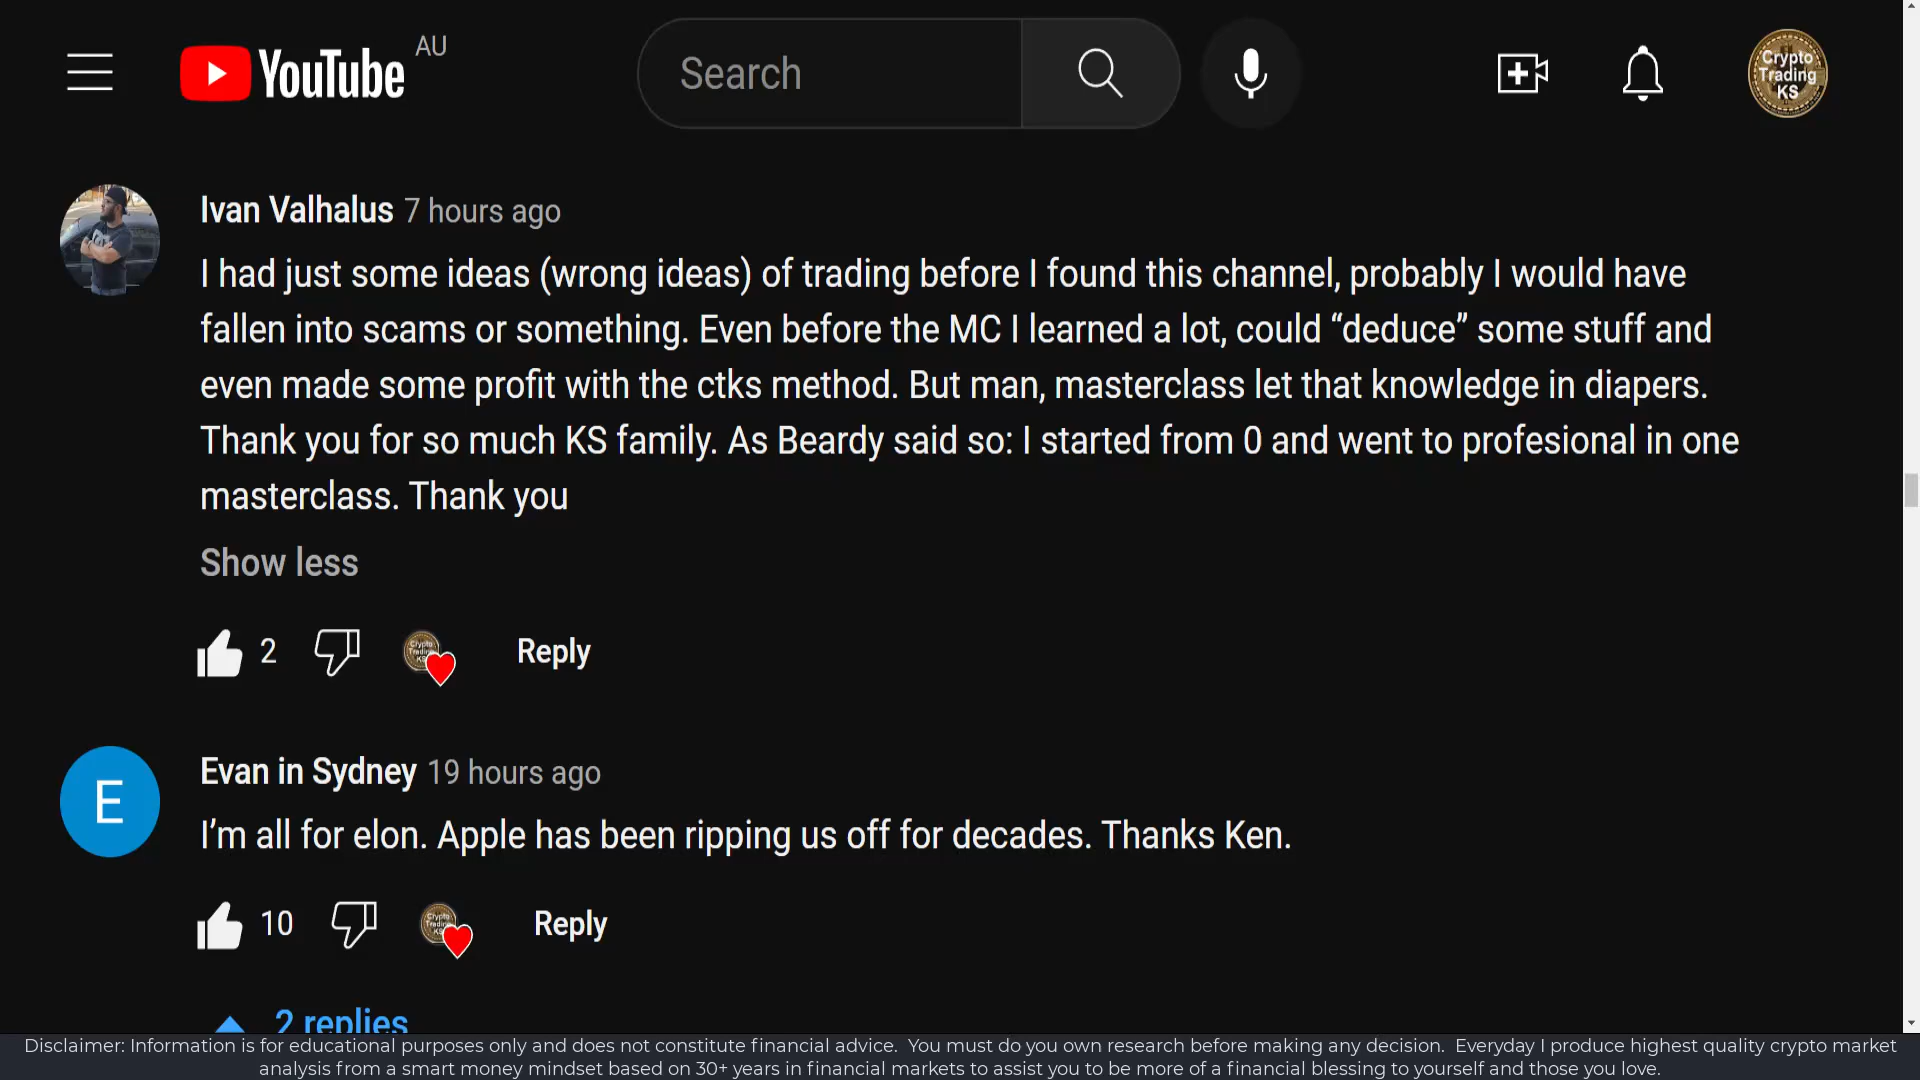 YouTube AU
Search
Crypto
Trading
KS
Ivan Valhalus 7 hours ago
I had just some ideas (wrong ideas) of trading before I found this channel, probably I would have
fallen into scams or something. Even before the MC I learned a lot, could “deduce” some stuff and
even made some profit with the ctks method. But man, masterclass let that knowledge in diapers.
Thank you for so much KS family. As Beardy said so: I started from 0 and went to profesional in one
masterclass. Thank you
Show less
2
Crypto
Trading
KS
Reply
E
Evan in Sydney 19 hours ago
I’m all for elon. Apple has been ripping us off for decades. Thanks Ken.
10
Crypto
Trading
KS
Reply
2 replies
Disclaimer: Information is for educational purposes only and does not constitute financial advice. You must do you own research before making any decision. Everyday I produce highest quality crypto market
analysis from a smart money mindset based on 30+ years in financial markets to assist you to be more of a financial blessing to yourself and those you love.